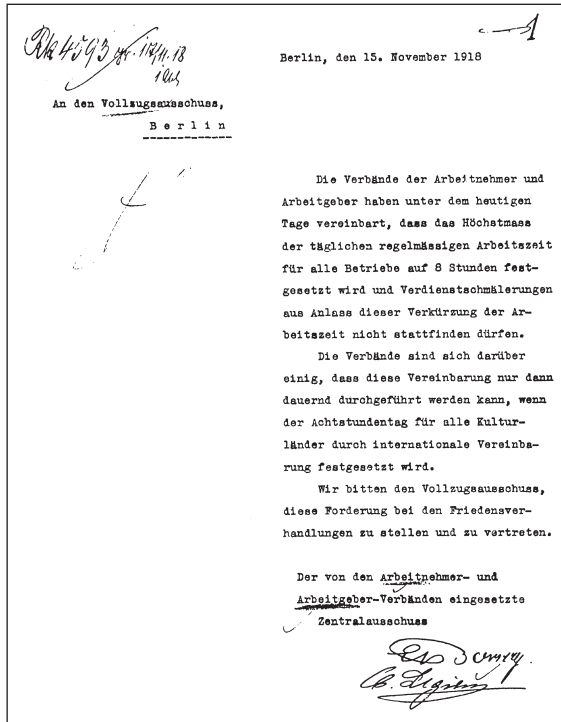 Rk 4593
Berlin, den 15. November 1918
An den Vollzugsausschuss,
Berlin
Die Verbände der Arbeitnehmer und
Arbeitgeber haben unter dem heutigen
Tage vereinbart, dass das Höchstmass
der täglichen regelmässigen Arbeitszeit
für alle Betriebe auf 8 Stunden fest-
gesetzt wird und Verdienstschmälerungen
aus Anlass dieser Verkürzung der Ar-
beitszeit nicht stattfinden dürfen.
Die Verbände sind sich darüber
einig, dass diese Vereinbarung nur dann
dauernd durchgeführt werden kann, wenn
der Achtstundentag für alle Kultur-
länder durch internationale Vereinba-
rung festgesetzt wird.
Wir bitten den Vollzugsausschuss,
diese Forderung bei den Friedensver-
handlungen zu stellen und zu vertreten.
Der von den Arbeitnehmer- und
Arbeitgeber-Verbänden eingesetzte
Zentralausschuss
C. Legien